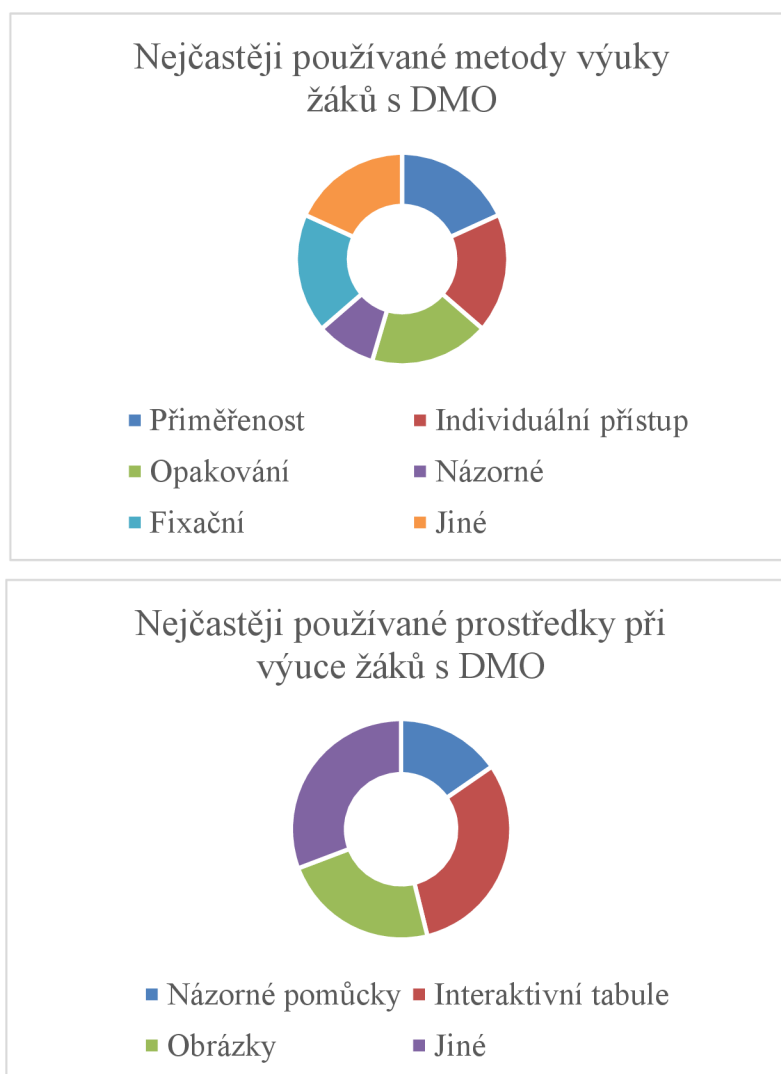 Nejčastěji používané metody výuky
žáků s DMO
Přiměřenost
Individuální přístup
Opakování
Názorné
Fixační
Jiné
Nejčastěji používané prostředky při
výuce žáků s DMO
Názorné pomůcky
Interaktivní tabule
Obrázky
Jiné